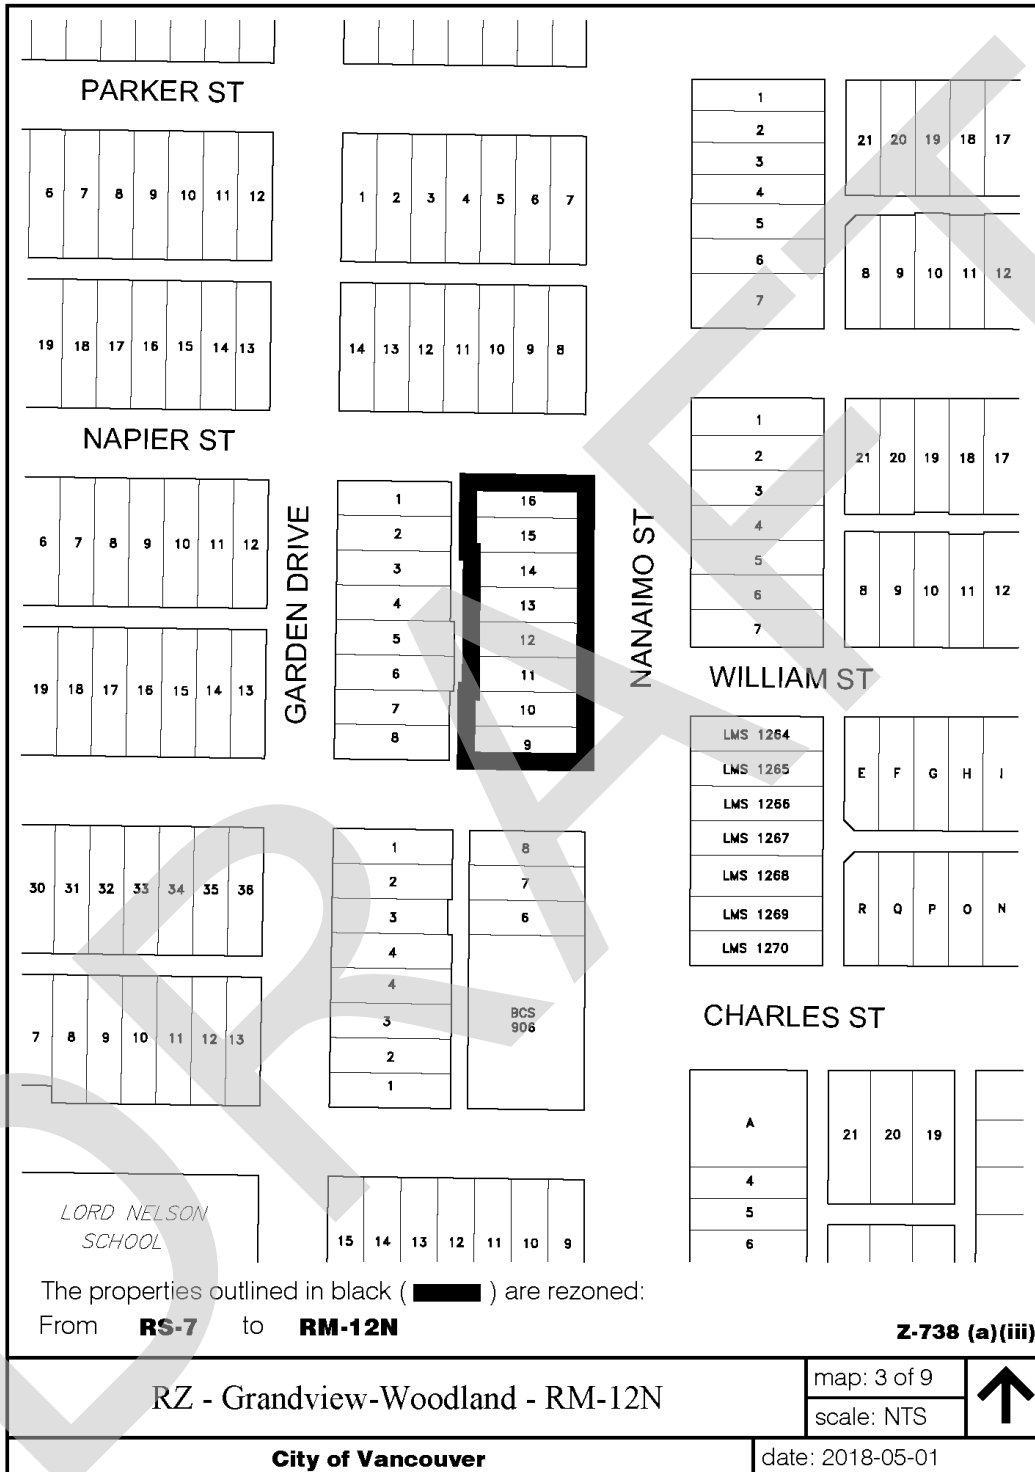 PARKER ST
6 7 8 9 10 11 12
1 2 3 4 5 6 7
1
2
3
4
5
6
7
21 20 19 18 17
8 9 10 11 12
19 18 17 16 15 14 13
14 13 12 11 10 9 8
NAPIER ST
6 7 8 9 10 11 12
19 18 17 16 15 14 13
GARDEN DRIVE
1
2
3
4
5
6
7
8
16
15
14
13
12
11
10
9
NANAIMO ST
1
2
3
4
5
6
7
21 20 19 18 17
8 9 10 11 12
WILLIAM ST
LMS 1264
LMS 1265
LMS 1266
LMS 1267
LMS 1268
LMS 1269
LMS 1270
E F G H I
R Q P O N
30 31 32 33 34 35 36
7 8 9 10 11 12 13
1
2
3
4
4
3
2
1
8
7
6
BCS
906
CHARLES ST
A
4
5
6
21 20 19
LORD NELSON
SCHOOL
15 14 13 12 11 10 9
DRAFT
The properties outlined in black ( ) are rezoned:
From RS-7 to RM-12N
Z-738 (a)(iii)
RZ - Grandview-Woodland - RM-12N
map: 3 of 9
scale: NTS
City of Vancouver
date: 2018-05-01